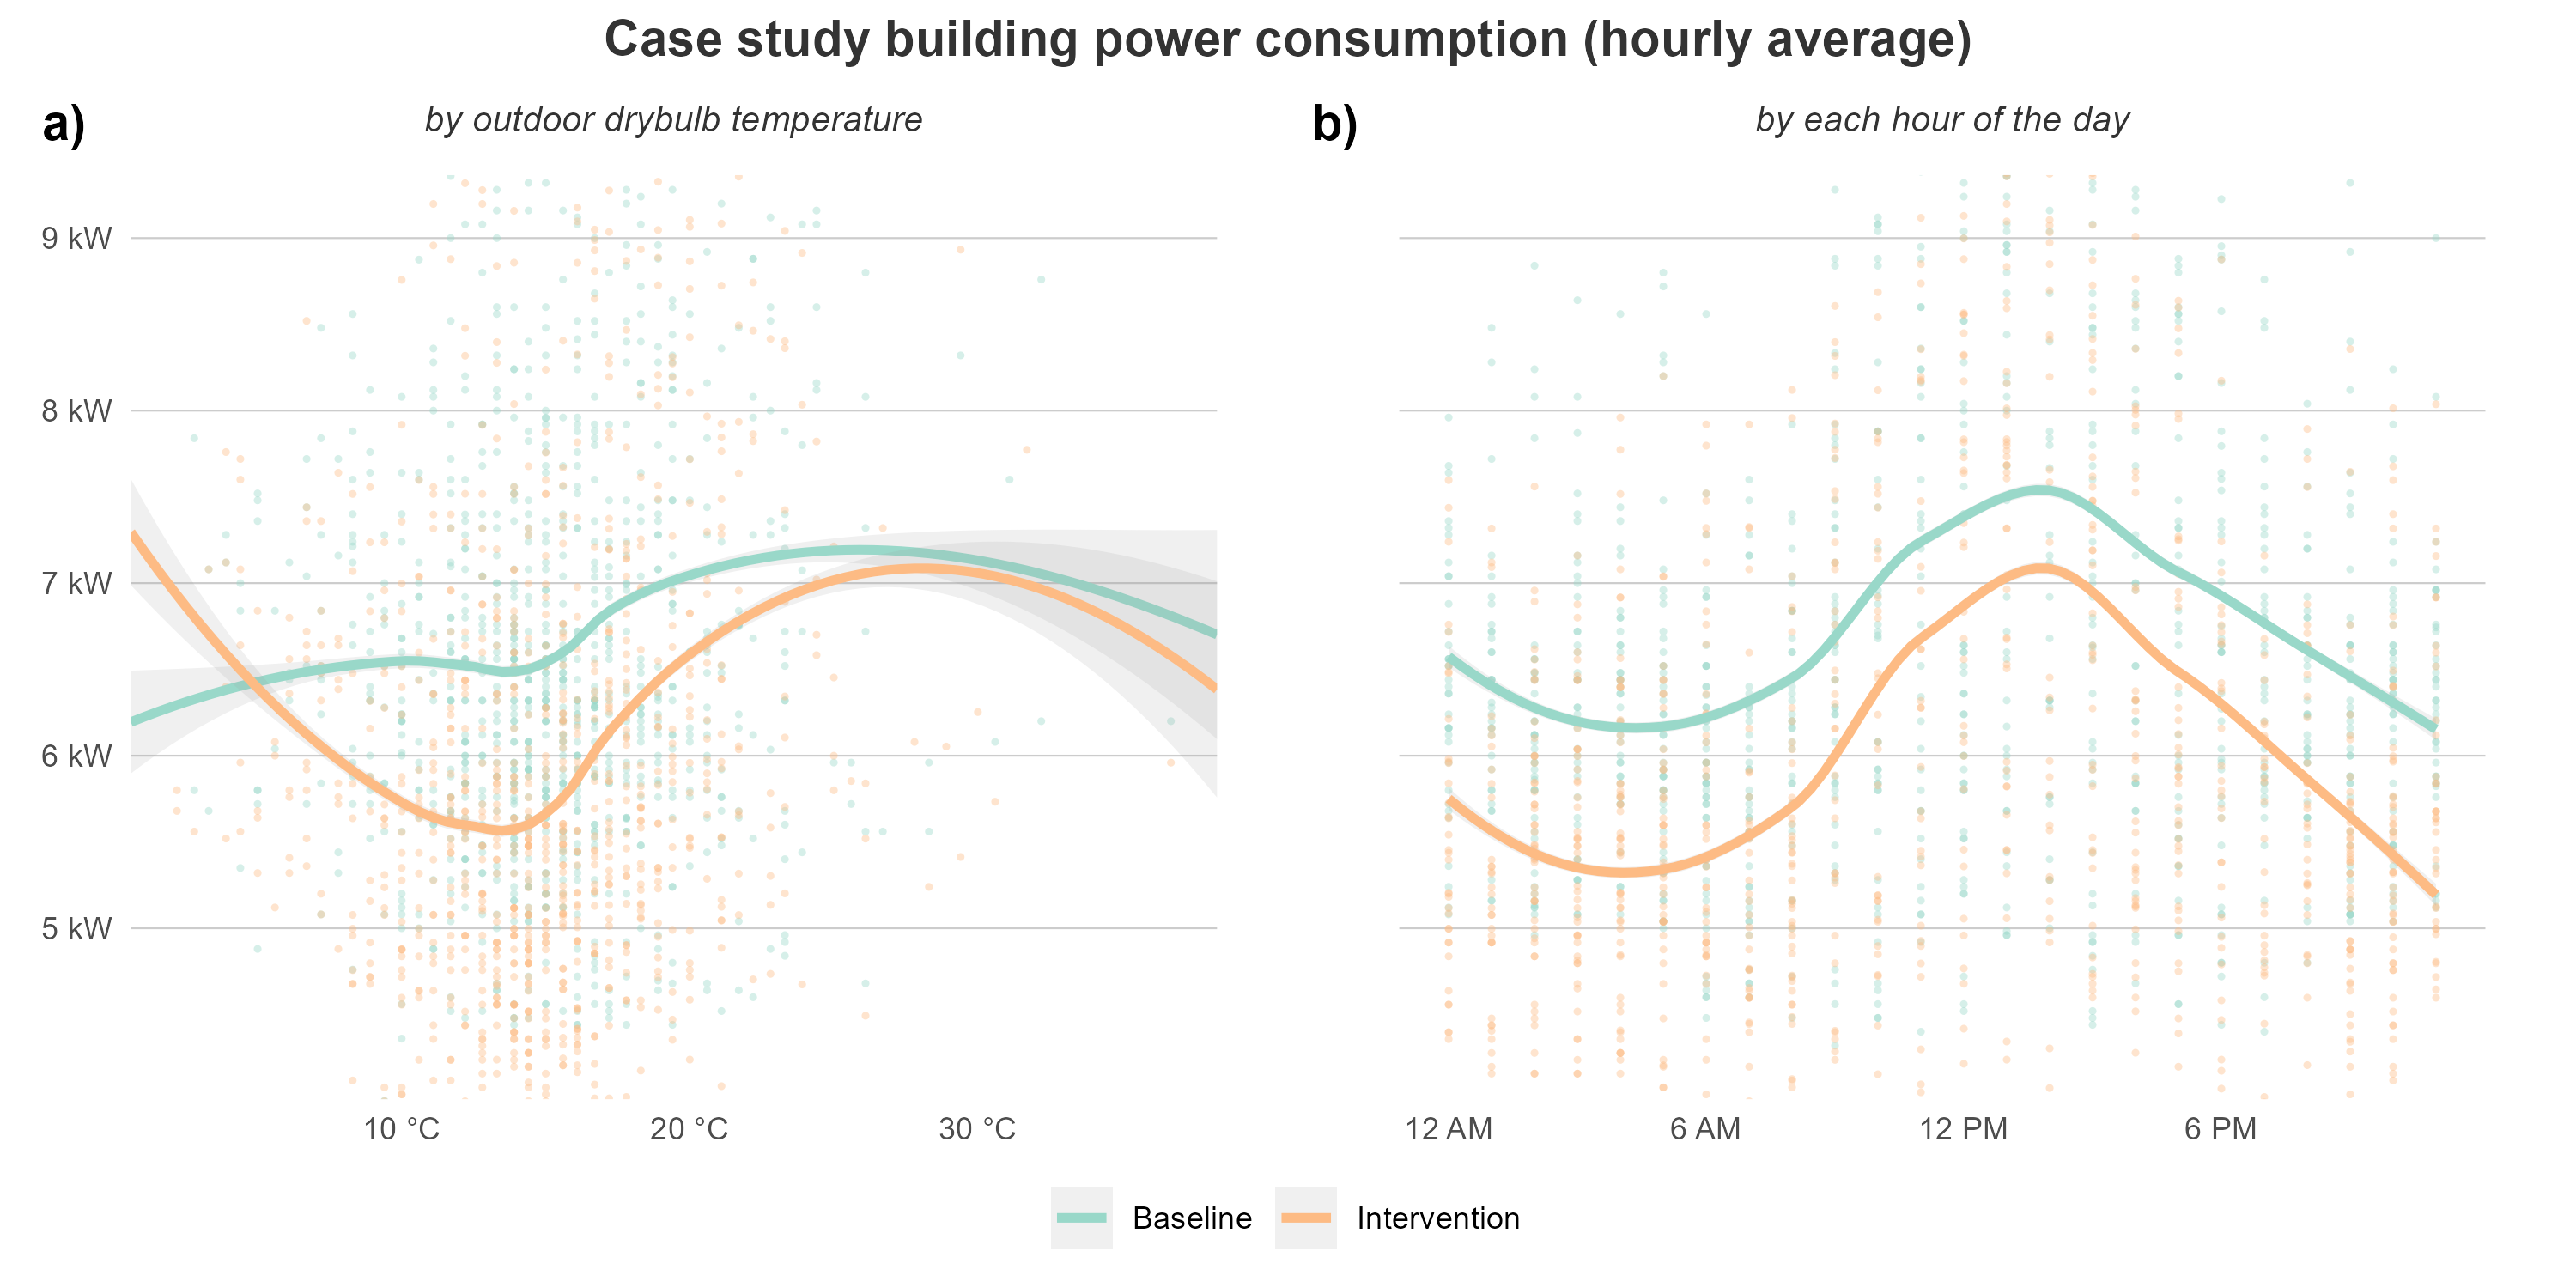 Case study building power consumption (hourly average)
a)
by outdoor drybulb temperature
9 kW
8 kW
7 kW
6 kW
5 kW
10 °C 20 °C 30 °C
b)
by each hour of the day
12 AM 6 AM 12 PM 6 PM
Baseline Intervention